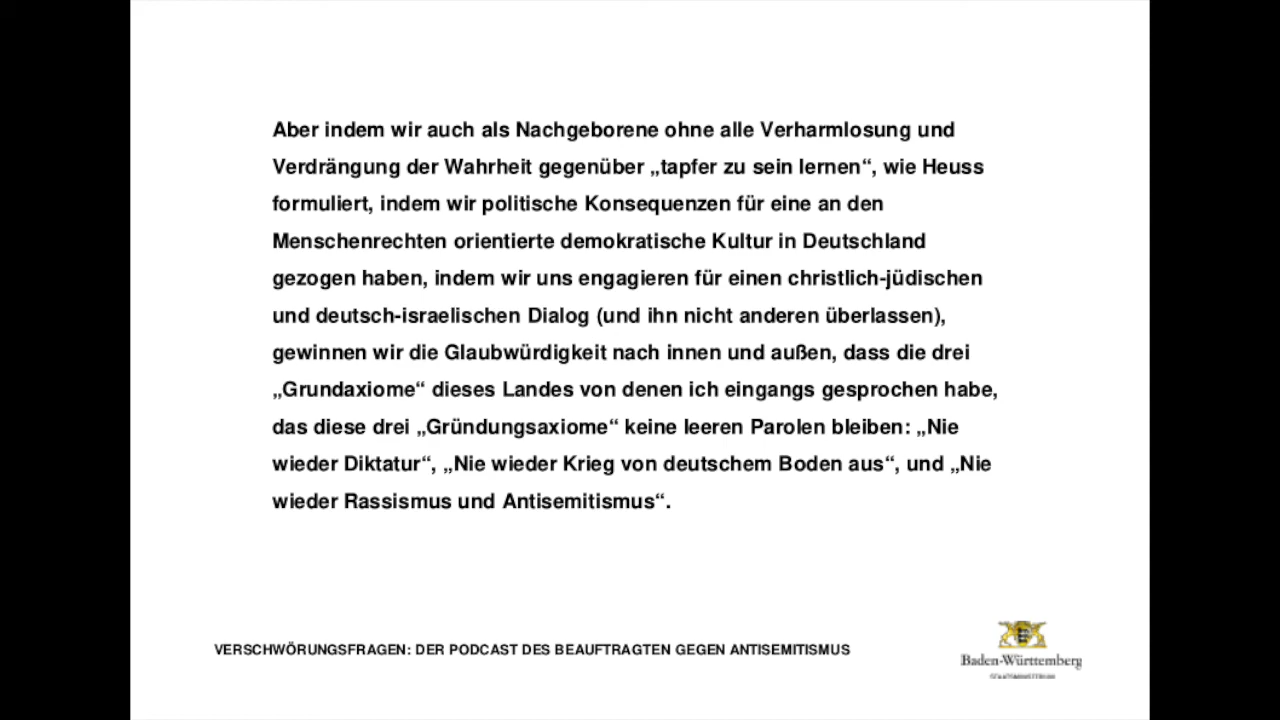 Aber indem wir auch als Nachgeborene ohne alle Verharmlosung und
Verdrängung der Wahrheit gegenüber „tapfer zu sein lernen“, wie Heuss
formuliert, indem wir politische Konsequenzen für eine an den
Menschenrechten orientierte demokratische Kultur in Deutschland
gezogen haben, indem wir uns engagieren für einen christlich-jüdischen
und deutsch-israelischen Dialog (und ihn nicht anderen überlassen),
gewinnen wir die Glaubwürdigkeit nach innen und außen, dass die drei
„Grundaxiome“ dieses Landes von denen ich eingangs gesprochen habe,
das diese drei „Gründungsaxiome“ keine leeren Parolen bleiben: „Nie
wieder Diktatur“, „Nie wieder Krieg von deutschem Boden aus“, und „Nie
wieder Rassismus und Antisemitismus“.
VERSCHWÖRUNGSFRAGEN: DER PODCAST DES BEAUFTRAGTEN GEGEN ANTISEMITISMUS
Baden-Württemberg
STAATSMINISTERIUM